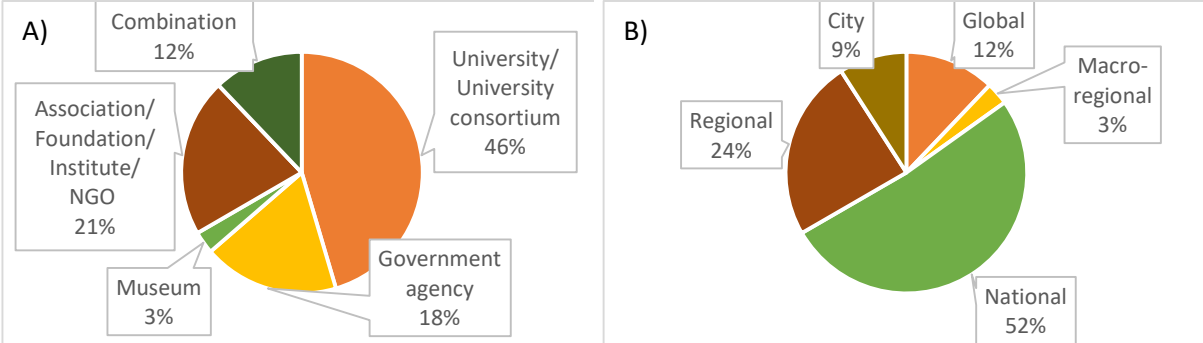 A)
Combination
12%
University/
University
consortium
46%
Association/
Foundation/
Institute/
NGO
21%
Museum
3%
Government
agency
18%
B)
City
9%
Global
12%
Macro-
regional
3%
Regional
24%
National
52%